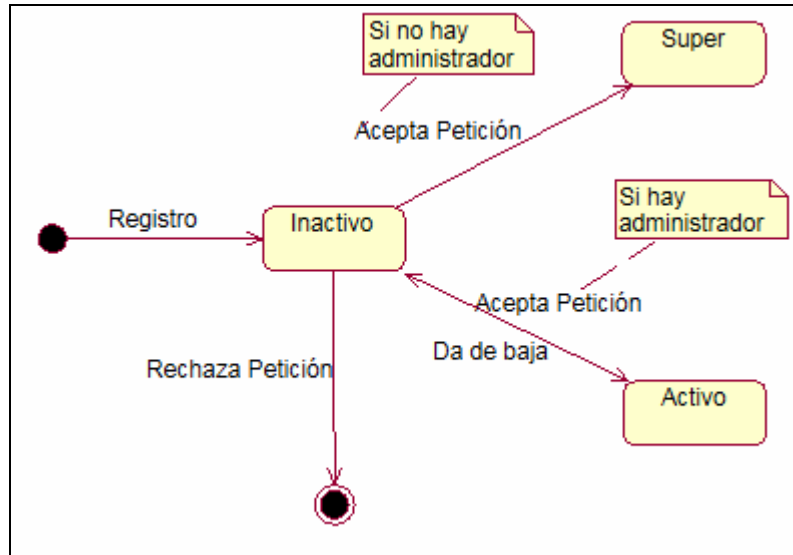 Si no hay
administrador
Super
Acepta Petición
Si hay
administrador
Registro
Inactivo
Acepta Petición
Da de baja
Rechaza Petición
Activo